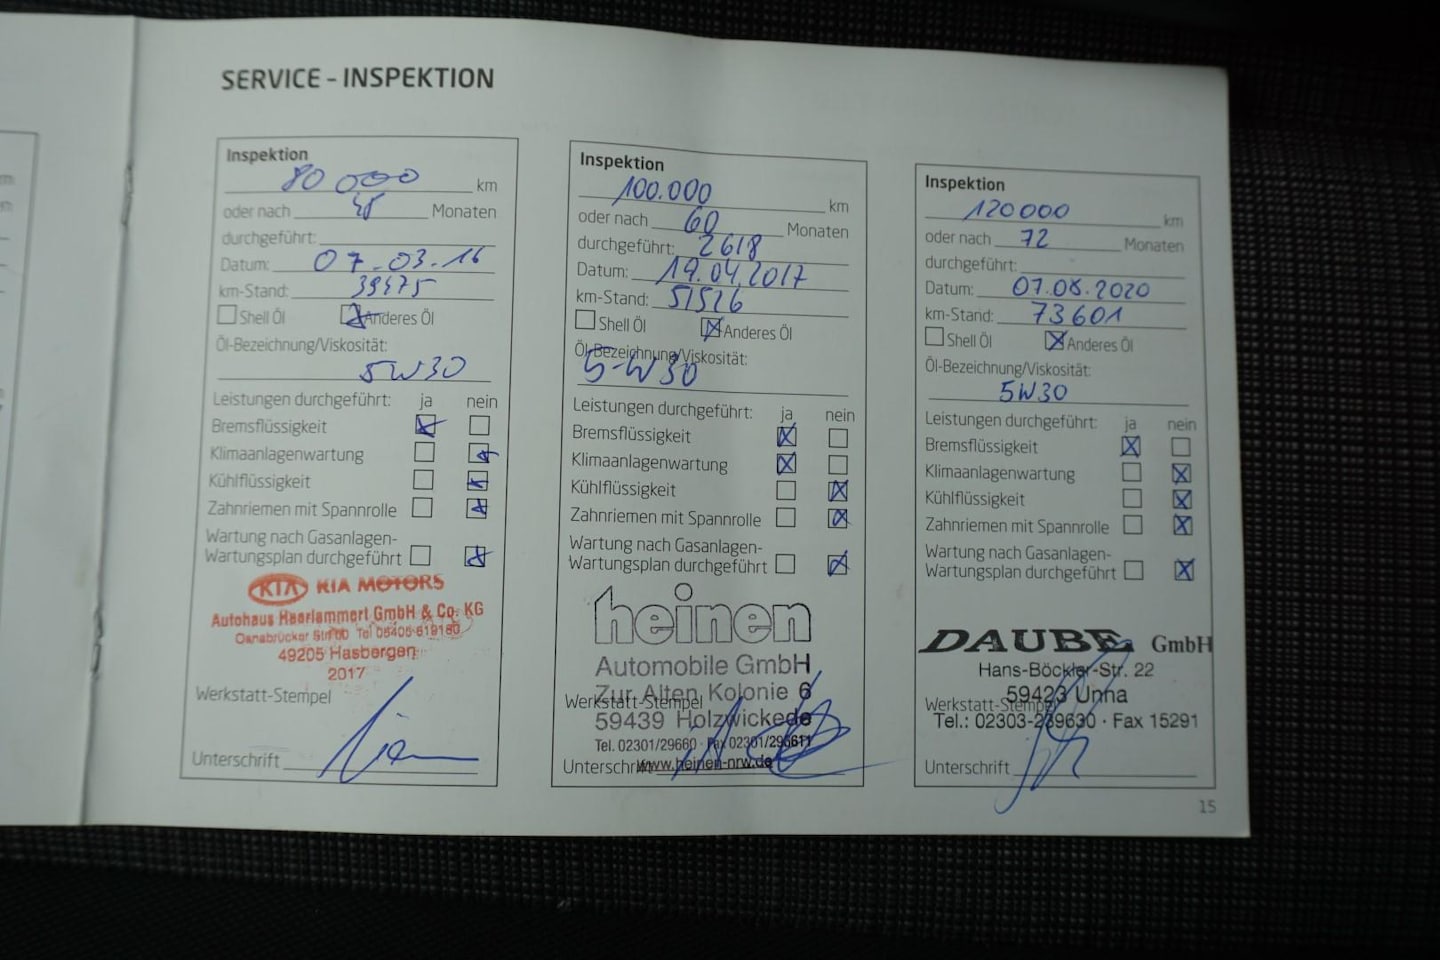 SERVICE – INSPEKTION
Inspektion
80 000 km
oder nach 48 Monaten
durchgeführt:
Datum: 07.03.16
km-Stand: 39475
Shell Öl Anderes Öl
Öl-Bezeichnung/Viskosität:
5W30
Leistungen durchgeführt: ja nein
Bremsflüssigkeit
Klimaanlagenwartung
Kühlflüssigkeit
Zahnriemen mit Spannrolle
Wartung nach Gasanlagen-
Wartungsplan durchgeführt
KIA KIA MOTORS
Autohaus Haarlammert GmbH & Co. KG
Osnabrücker Str. Tel 05405-619180
49205 Hasbergen
2017
Werkstatt-Stempel
Unterschrift
Inspektion
100.000 km
oder nach 60 Monaten
durchgeführt: 2618
Datum: 19.04.2017
km-Stand: 51526
Shell Öl Anderes Öl
Öl-Bezeichnung/Viskosität:
5-W30
Leistungen durchgeführt: ja nein
Bremsflüssigkeit
Klimaanlagenwartung
Kühlflüssigkeit
Zahnriemen mit Spannrolle
Wartung nach Gasanlagen-
Wartungsplan durchgeführt
heinen
Automobile GmbH
Zur Alten Kolonie 6
Werkstatt-Stempel
59439 Holzwickede
Tel. 02301/29660 · Fax 02301/296611
Unterschrift www.heinen-nrw.de
Inspektion
120000 km
oder nach 72 Monaten
durchgeführt:
Datum: 07.08.2020
km-Stand: 73601
Shell Öl Anderes Öl
Öl-Bezeichnung/Viskosität:
5W30
Leistungen durchgeführt: ja nein
Bremsflüssigkeit
Klimaanlagenwartung
Kühlflüssigkeit
Zahnriemen mit Spannrolle
Wartung nach Gasanlagen-
Wartungsplan durchgeführt
DAUBE GmbH
Hans-Böckler-Str. 22
59423 Unna
Werkstatt-Stempel
Tel.: 02303-239630 · Fax 15291
Unterschrift
15